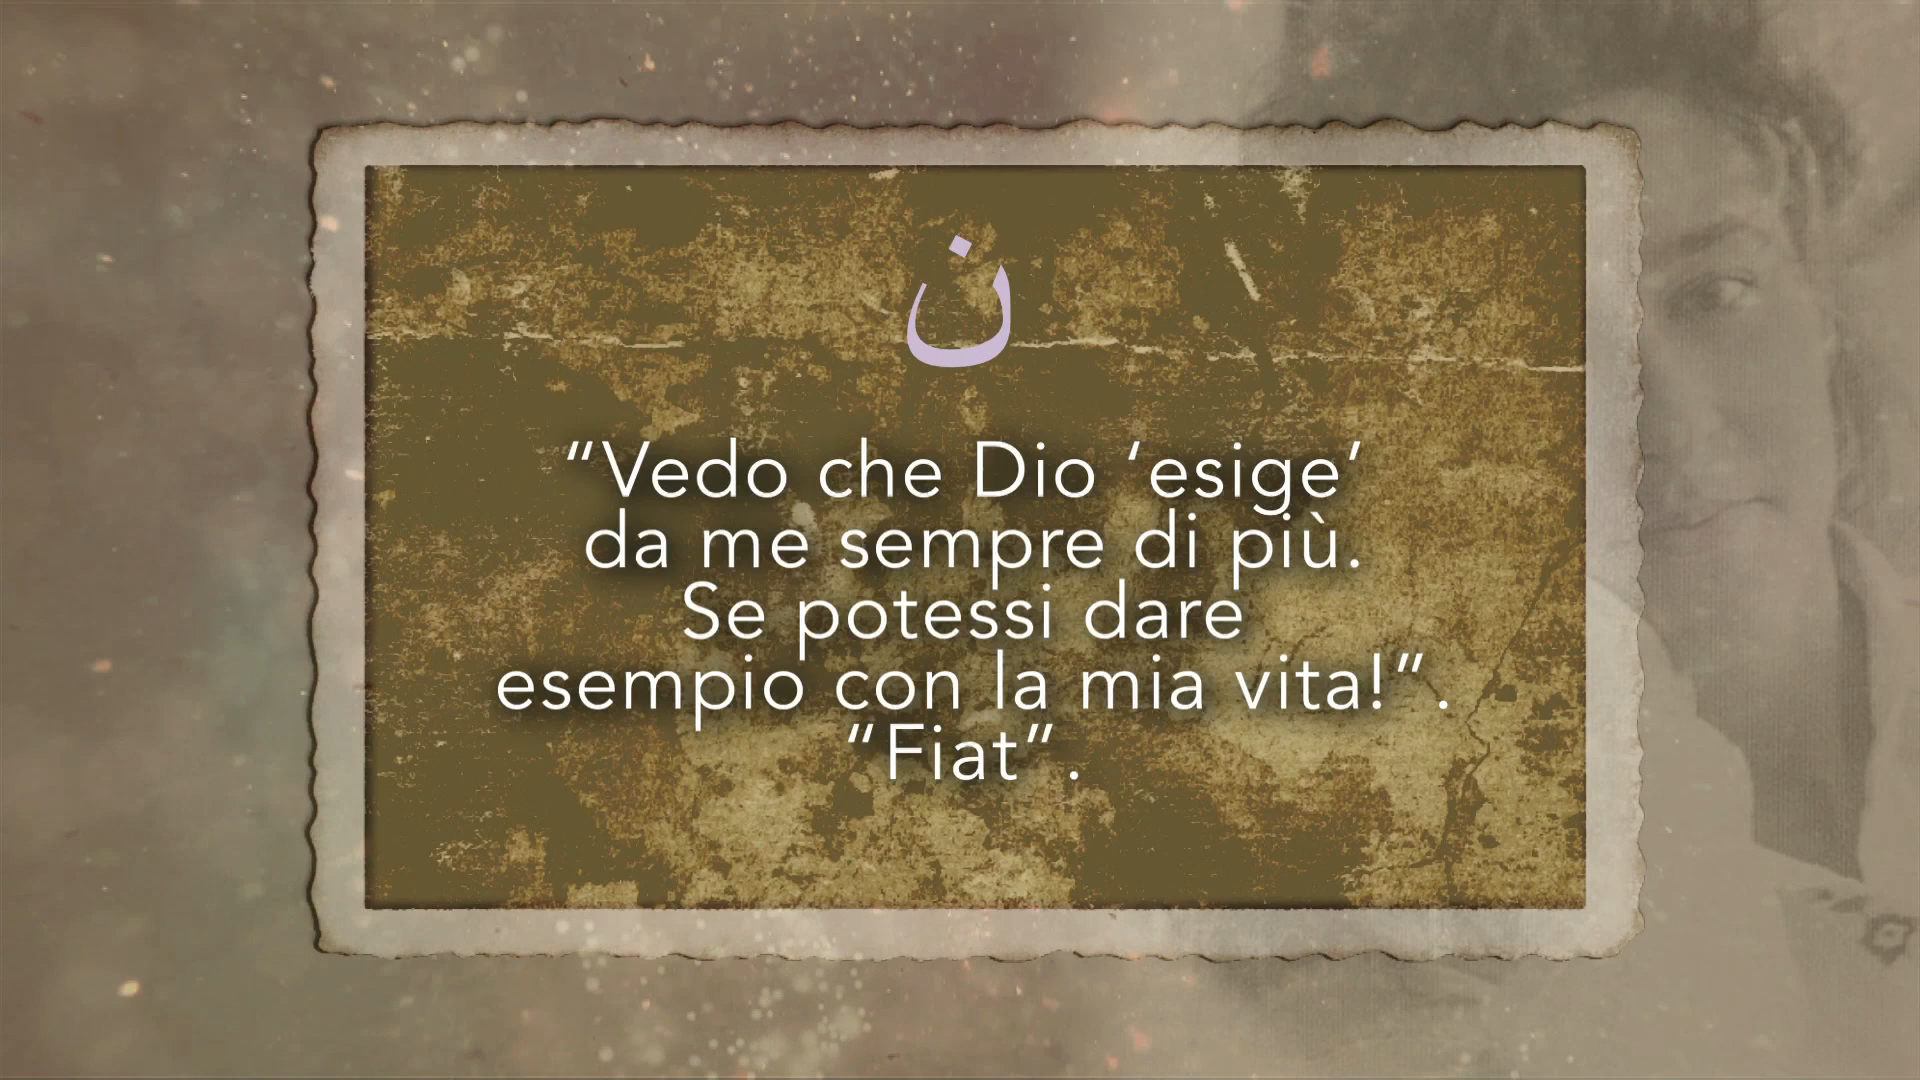 ن
“Vedo che Dio ‘esige’
da me sempre di più.
Se potessi dare
esempio con la mia vita!”.
“Fiat”.